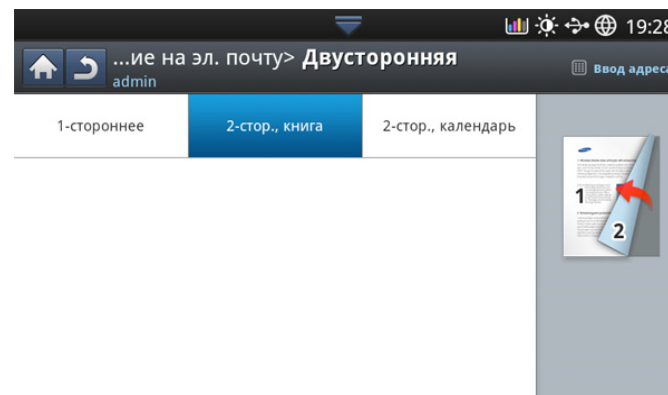 19:28
...ие на эл. почту> Двусторонняя
admin
Ввод адреса
1-стороннее
2-стор., книга
2-стор., календарь
1
2